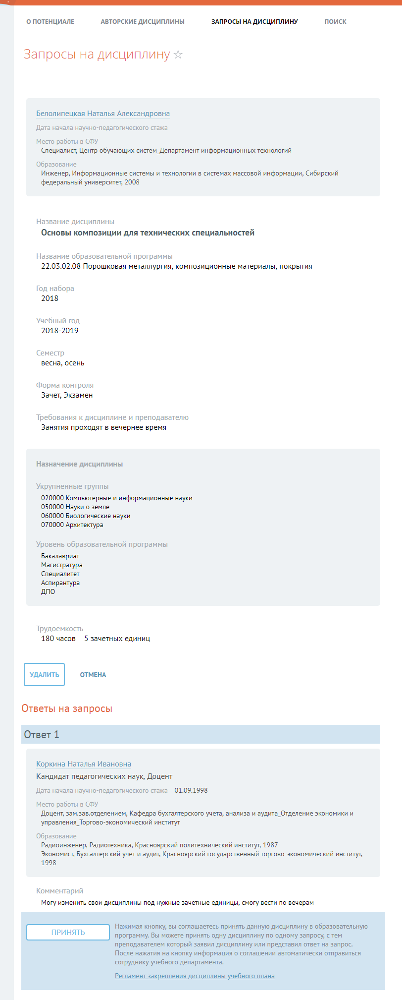 О ПОТЕНЦИАЛЕ АВТОРСКИЕ ДИСЦИПЛИНЫ ЗАПРОСЫ НА ДИСЦИПЛИНУ ПОИСК
Запросы на дисциплину ☆
Белолипецкая Наталья Александровна
Дата начала научно-педагогического стажа
Место работы в СФУ
Специалист, Центр обучающих систем_Департамент информационных технологий
Образование
Инженер, Информационные системы и технологии в системах массовой информации, Сибирский
федеральный университет, 2008
Название дисциплины
Основы композиции для технических специальностей
Название образовательной программы
22.03.02.08 Порошковая металлургия, композиционные материалы, покрытия
Год набора
2018
Учебный год
2018-2019
Семестр
весна, осень
Форма контроля
Зачет, Экзамен
Требования к дисциплине и преподавателю
Занятия проходят в вечернее время
Назначение дисциплины
Укрупненные группы
020000 Компьютерные и информационные науки
050000 Науки о земле
060000 Биологические науки
070000 Архитектура
Уровень образовательной программы
Бакалавриат
Магистратура
Специалитет
Аспирантура
ДПО
Трудоемкость
180 часов 5 зачетных единиц
УДАЛИТЬ ОТМЕНА
Ответы на запросы
Ответ 1
Коркина Наталья Ивановна
Кандидат педагогических наук, Доцент
Дата начала научно-педагогического стажа 01.09.1998
Место работы в СФУ
Доцент, зам.зав.отделением, Кафедра бухгалтерского учета, анализа и аудита_Отделение экономики и
управления_Торгово-экономический институт
Образование
Радиоинженер, Радиотехника, Красноярский политехнический институт, 1987
Экономист, Бухгалтерский учет и аудит, Красноярский государственный торгово-экономический институт,
1998
Комментарий
Могу изменить свои дисциплины под нужные зачетные единицы, смогу вести по вечерам
ПРИНЯТЬ
Нажимая кнопку, вы соглашаетесь принять данную дисциплину в образовательную
программу. Вы можете принять одну дисциплину по одному запросу, с тем
преподавателем который заявил дисциплину или представил ответ на запрос.
После нажатия на кнопку информация о соглашении автоматически отправиться
сотруднику учебного департамента.
Регламент закрепления дисциплины учебного плана